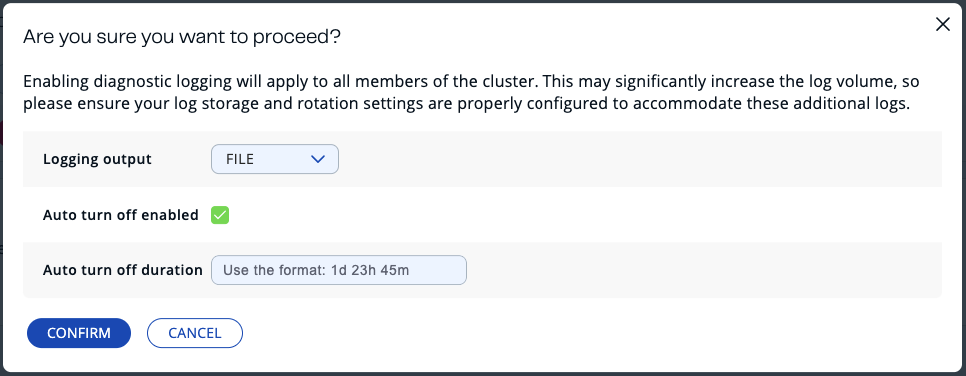 Are you sure you want to proceed?
Enabling diagnostic logging will apply to all members of the cluster. This may significantly increase the log volume, so
please ensure your log storage and rotation settings are properly configured to accommodate these additional logs.
Logging output FILE
Auto turn off enabled
Auto turn off duration Use the format: 1d 23h 45m
CONFIRM CANCEL